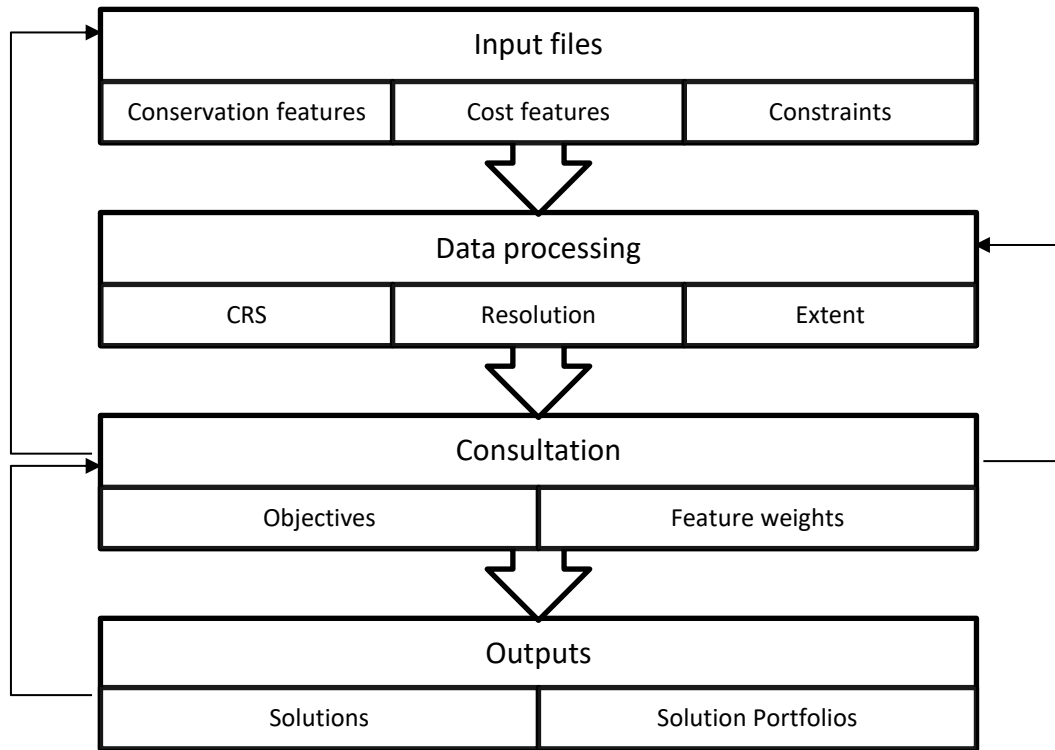 Input files
Conservation features
Cost features
Constraints
Data processing
CRS
Resolution
Extent
Consultation
Objectives
Feature weights
Outputs
Solutions
Solution Portfolios